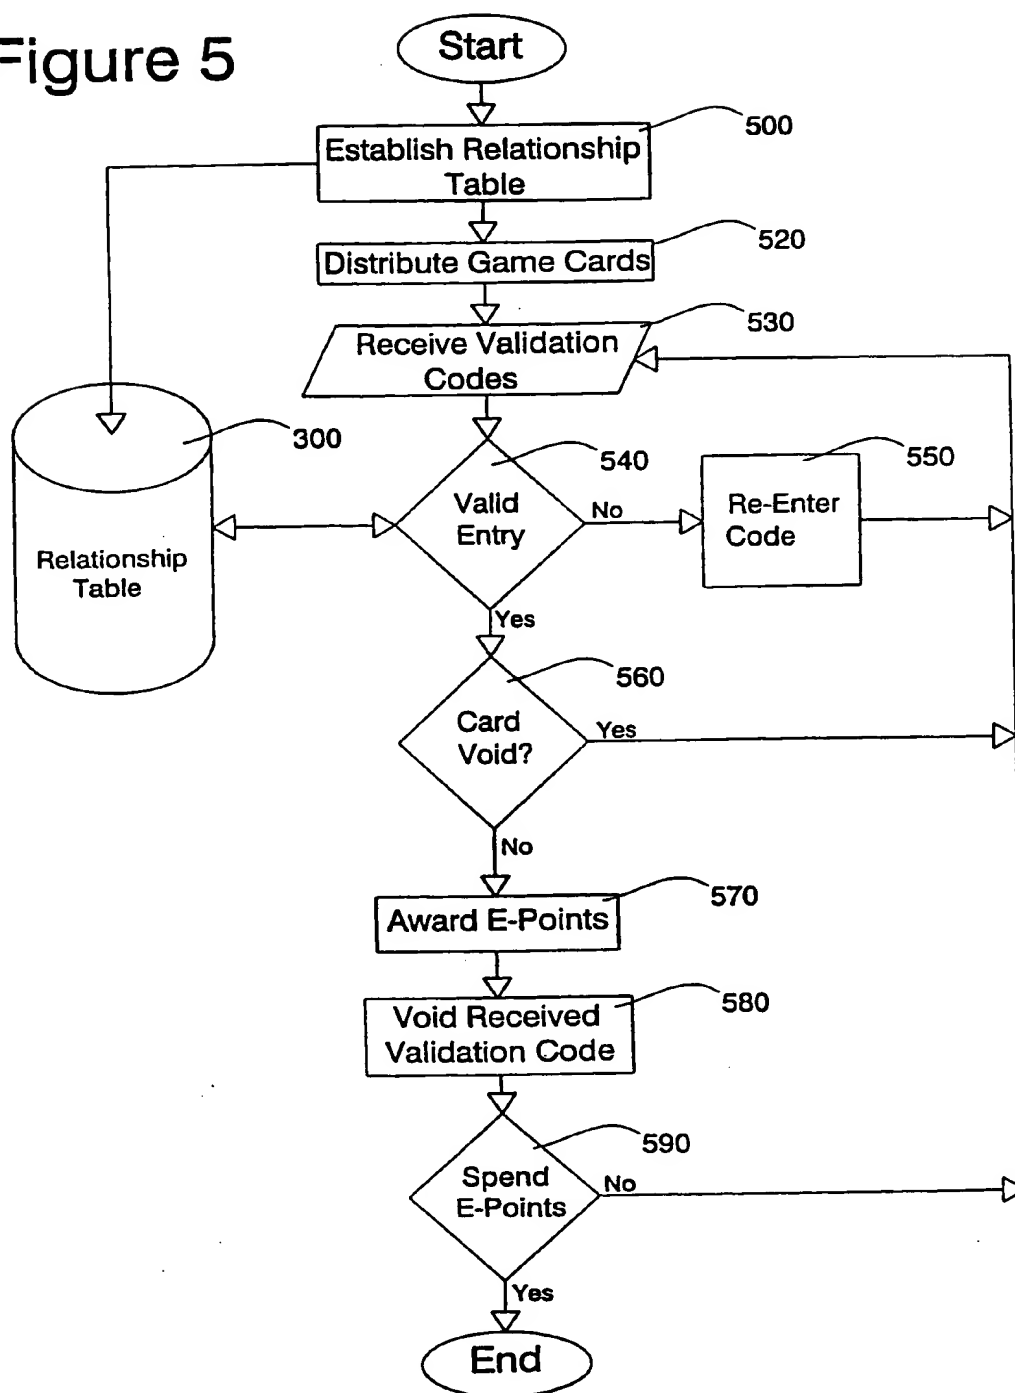 Figure 5
Start
500
Establish Relationship
Table
520
Distribute Game Cards
530
Receive Validation
Codes
300
540
550
Valid
Entry
No
Re-Enter
Code
Relationship
Table
Yes
560
Card
Void?
Yes
No
570
Award E-Points
580
Void Received
Validation Code
590
Spend
E-Points
No
Yes
End